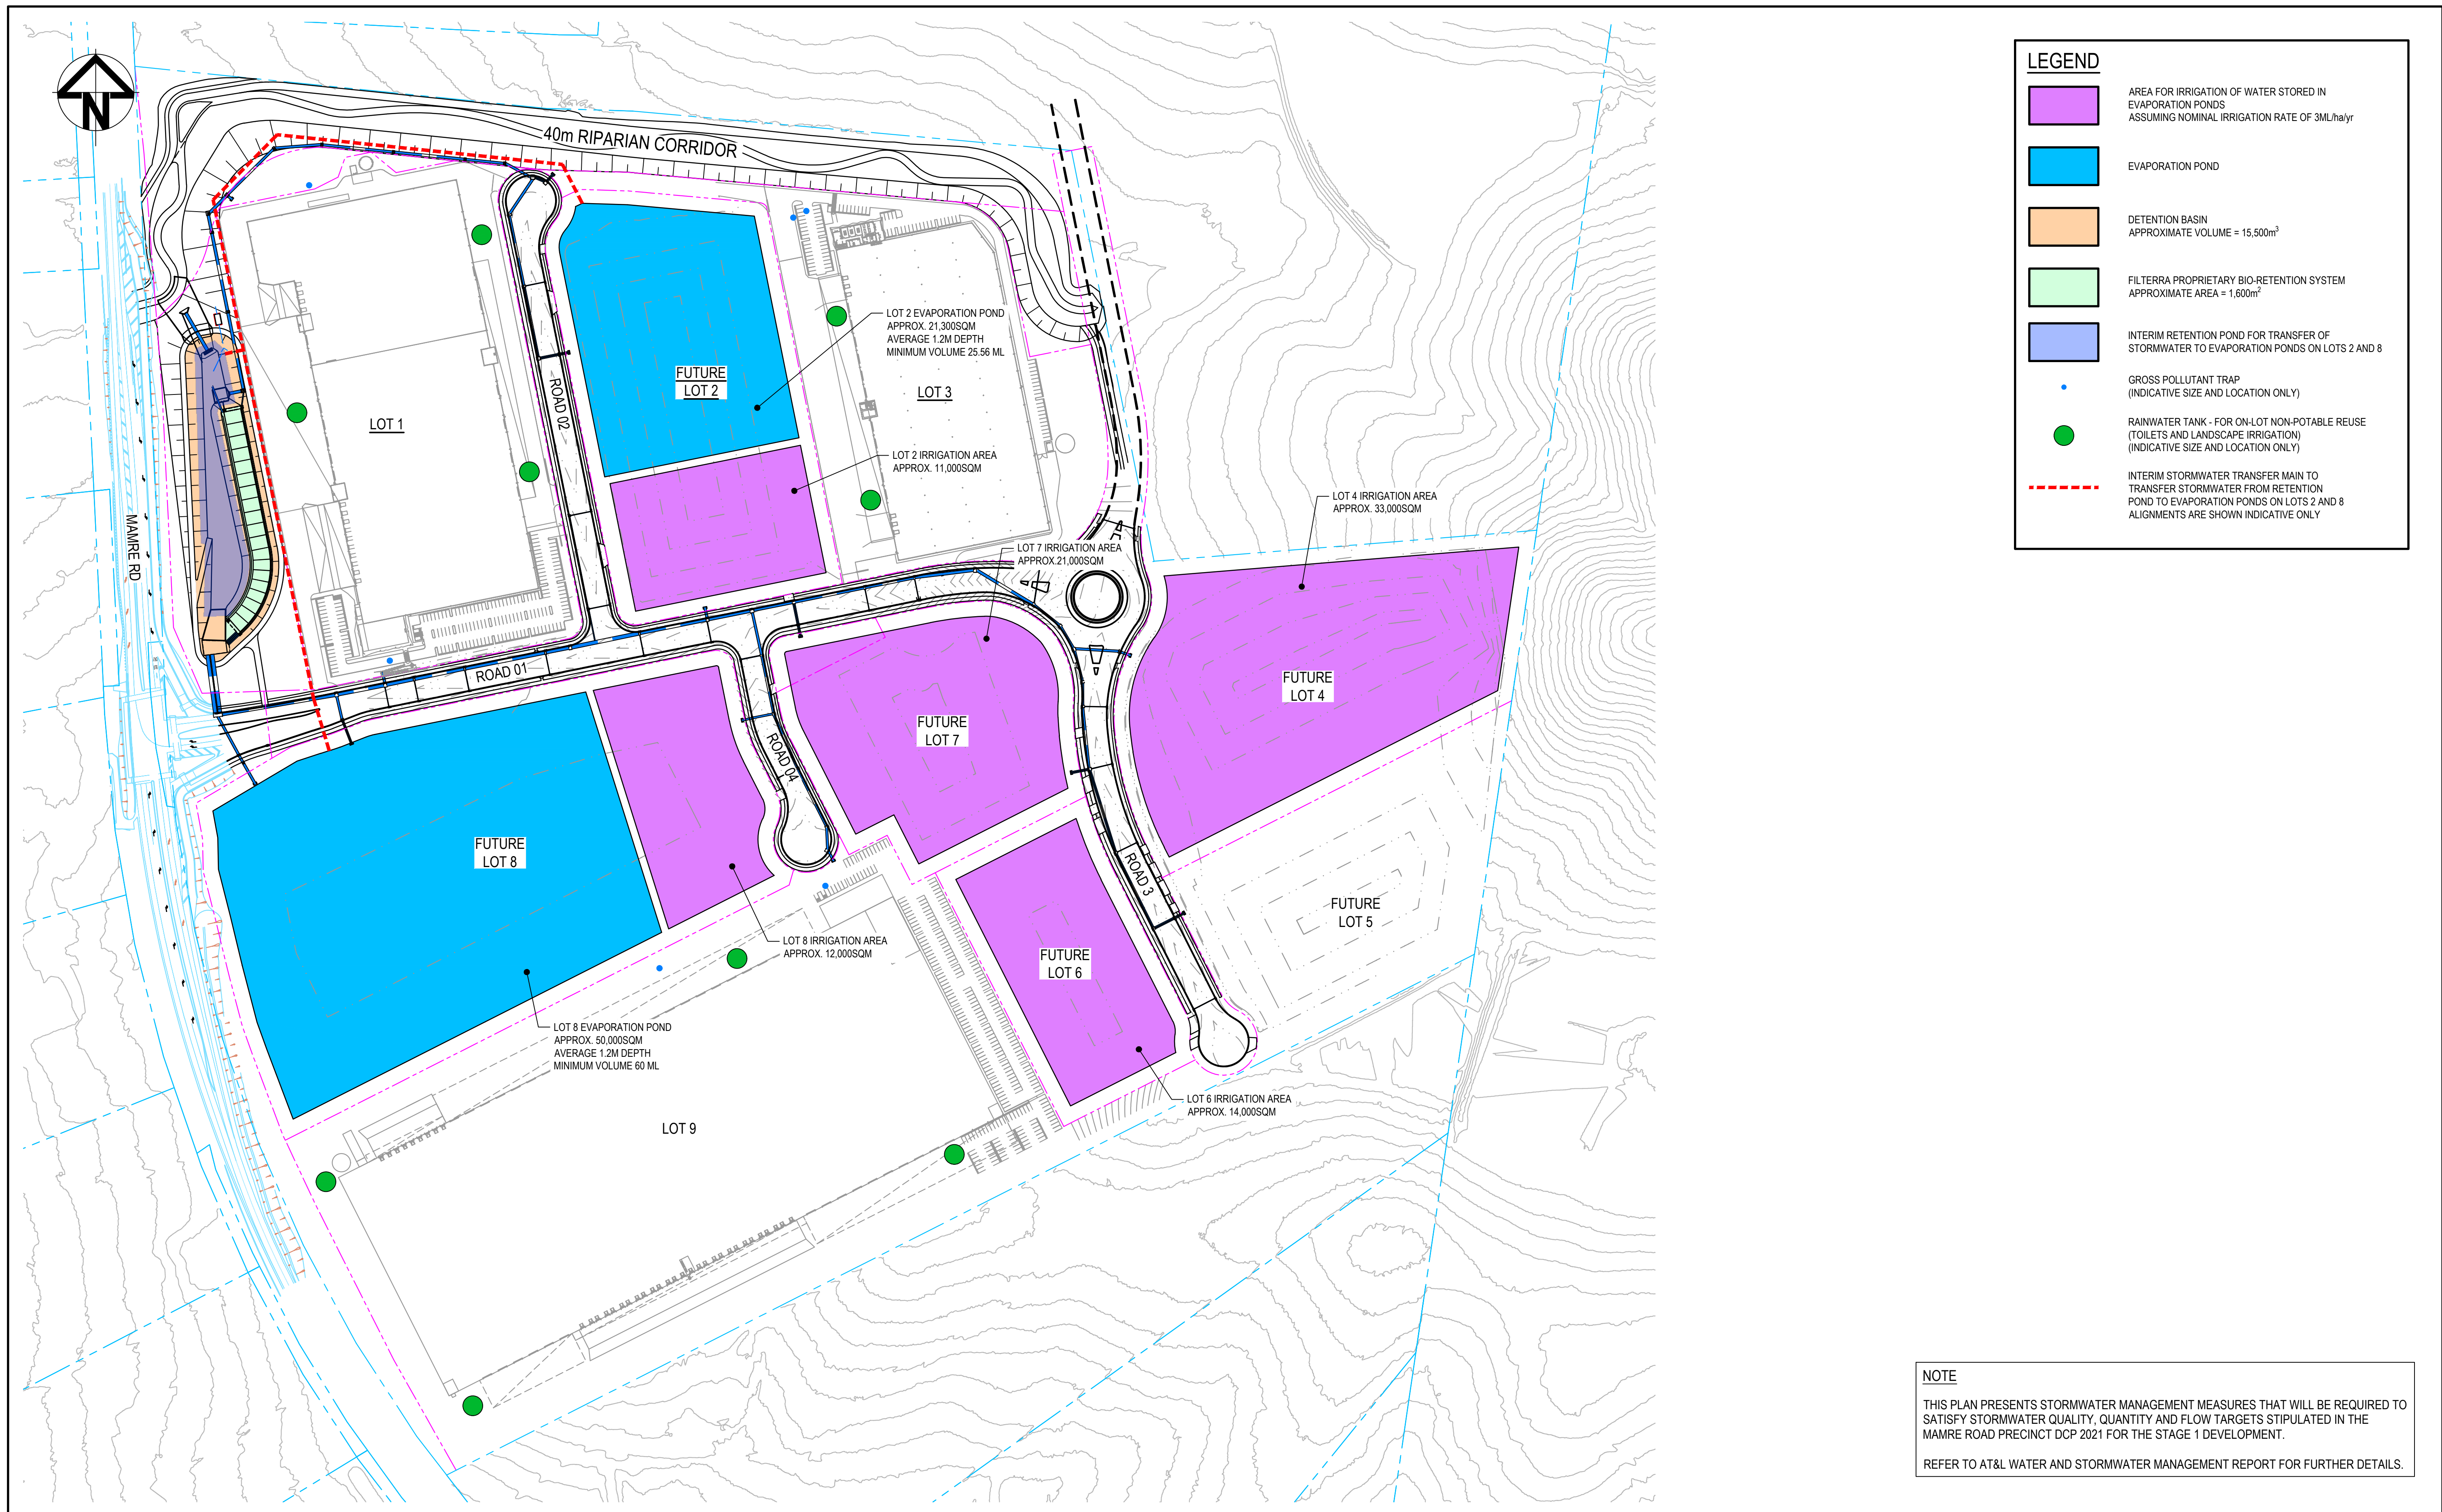 N
40m RIPARIAN CORRIDOR
LOT 2 EVAPORATION POND
APPROX. 21,300SQM
AVERAGE 1.2M DEPTH
MINIMUM VOLUME 25.56 ML
FUTURE
LOT 2
LOT 3
ROAD 02
LOT 1
LOT 2 IRRIGATION AREA
APPROX. 11,000SQM
LOT 4 IRRIGATION AREA
APPROX. 33,000SQM
MAMRE RD
LOT 7 IRRIGATION AREA
APPROX.21,000SQM
ROAD 01
FUTURE
LOT 4
FUTURE
LOT 7
ROAD 04
FUTURE
LOT 8
ROAD 3
FUTURE
LOT 5
LOT 8 IRRIGATION AREA
APPROX. 12,000SQM
FUTURE
LOT 6
LOT 8 EVAPORATION POND
APPROX. 50,000SQM
AVERAGE 1.2M DEPTH
MINIMUM VOLUME 60 ML
LOT 6 IRRIGATION AREA
APPROX. 14,000SQM
LOT 9
LEGEND
AREA FOR IRRIGATION OF WATER STORED IN
EVAPORATION PONDS
ASSUMING NOMINAL IRRIGATION RATE OF 3ML/ha/yr
EVAPORATION POND
DETENTION BASIN
APPROXIMATE VOLUME = 15,500m³
FILTERRA PROPRIETARY BIO-RETENTION SYSTEM
APPROXIMATE AREA = 1,600m²
INTERIM RETENTION POND FOR TRANSFER OF
STORMWATER TO EVAPORATION PONDS ON LOTS 2 AND 8
GROSS POLLUTANT TRAP
(INDICATIVE SIZE AND LOCATION ONLY)
RAINWATER TANK - FOR ON-LOT NON-POTABLE REUSE
(TOILETS AND LANDSCAPE IRRIGATION)
(INDICATIVE SIZE AND LOCATION ONLY)
INTERIM STORMWATER TRANSFER MAIN TO
TRANSFER STORMWATER FROM RETENTION
POND TO EVAPORATION PONDS ON LOTS 2 AND 8
ALIGNMENTS ARE SHOWN INDICATIVE ONLY
NOTE
THIS PLAN PRESENTS STORMWATER MANAGEMENT MEASURES THAT WILL BE REQUIRED TO
SATISFY STORMWATER QUALITY, QUANTITY AND FLOW TARGETS STIPULATED IN THE
MAMRE ROAD PRECINCT DCP 2021 FOR THE STAGE 1 DEVELOPMENT.
REFER TO AT&L WATER AND STORMWATER MANAGEMENT REPORT FOR FURTHER DETAILS.